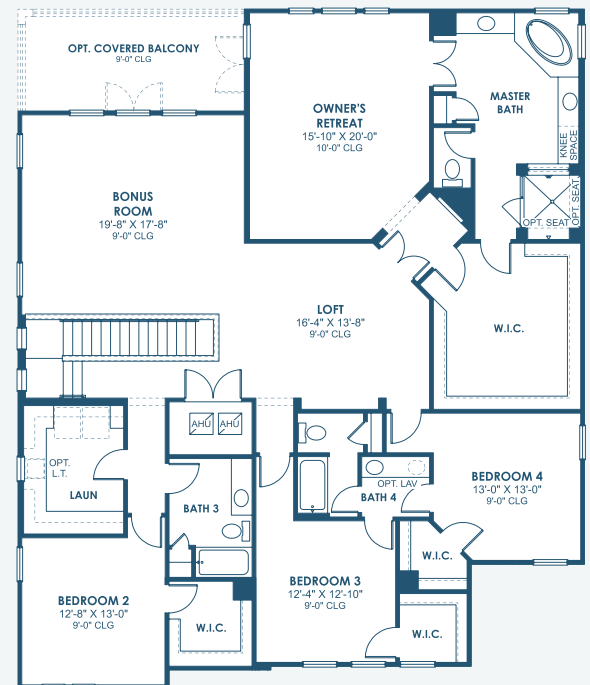 OPT. COVERED BALCONY
9'-0" CLG
OWNER'S
RETREAT
15'-10" X 20'-0"
10'-0" CLG
MASTER
BATH
KNEE
SPACE
OPT. SEAT
OPT. SEAT
BONUS
ROOM
19'-8" X 17'-8"
9'-0" CLG
LOFT
16'-4" X 13'-8"
9'-0" CLG
W.I.C.
AHU
AHU
OPT.
L.T.
LAUN
BATH 3
OPT. LAV
BATH 4
BEDROOM 4
13'-0" X 13'-0"
9'-0" CLG
W.I.C.
BEDROOM 2
12'-8" X 13'-0"
9'-0" CLG
W.I.C.
BEDROOM 3
12'-4" X 12'-10"
9'-0" CLG
W.I.C.